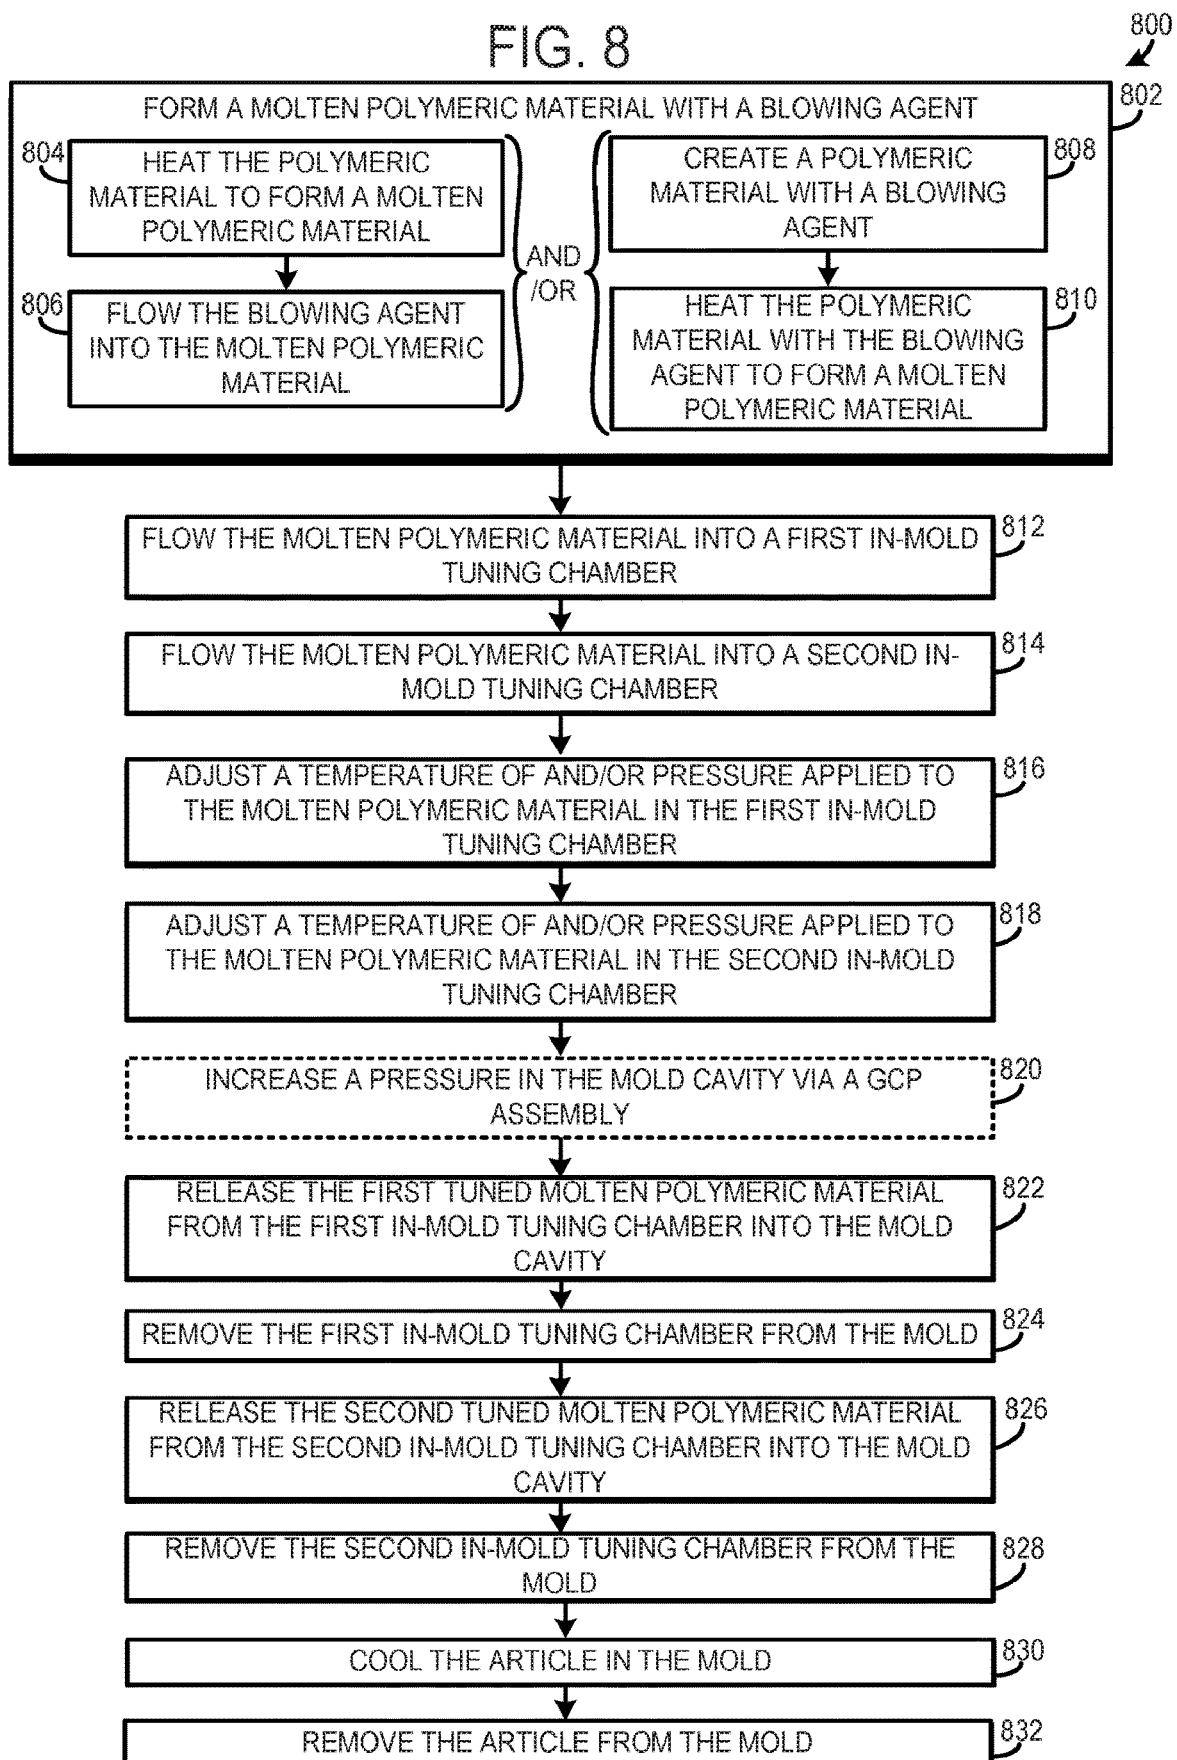 FIG. 8
800
FORM A MOLTEN POLYMERIC MATERIAL WITH A BLOWING AGENT
802
804
HEAT THE POLYMERIC
MATERIAL TO FORM A MOLTEN
POLYMERIC MATERIAL
806
FLOW THE BLOWING AGENT
INTO THE MOLTEN POLYMERIC
MATERIAL
AND
/OR
CREATE A POLYMERIC
MATERIAL WITH A BLOWING
AGENT
808
HEAT THE POLYMERIC
MATERIAL WITH THE BLOWING
AGENT TO FORM A MOLTEN
POLYMERIC MATERIAL
810
FLOW THE MOLTEN POLYMERIC MATERIAL INTO A FIRST IN-MOLD
TUNING CHAMBER
812
FLOW THE MOLTEN POLYMERIC MATERIAL INTO A SECOND IN-
MOLD TUNING CHAMBER
814
ADJUST A TEMPERATURE OF AND/OR PRESSURE APPLIED TO
THE MOLTEN POLYMERIC MATERIAL IN THE FIRST IN-MOLD
TUNING CHAMBER
816
ADJUST A TEMPERATURE OF AND/OR PRESSURE APPLIED TO
THE MOLTEN POLYMERIC MATERIAL IN THE SECOND IN-MOLD
TUNING CHAMBER
818
INCREASE A PRESSURE IN THE MOLD CAVITY VIA A GCP
ASSEMBLY
820
RELEASE THE FIRST TUNED MOLTEN POLYMERIC MATERIAL
FROM THE FIRST IN-MOLD TUNING CHAMBER INTO THE MOLD
CAVITY
822
REMOVE THE FIRST IN-MOLD TUNING CHAMBER FROM THE MOLD
824
RELEASE THE SECOND TUNED MOLTEN POLYMERIC MATERIAL
FROM THE SECOND IN-MOLD TUNING CHAMBER INTO THE MOLD
CAVITY
826
REMOVE THE SECOND IN-MOLD TUNING CHAMBER FROM THE
MOLD
828
COOL THE ARTICLE IN THE MOLD
830
REMOVE THE ARTICLE FROM THE MOLD
832